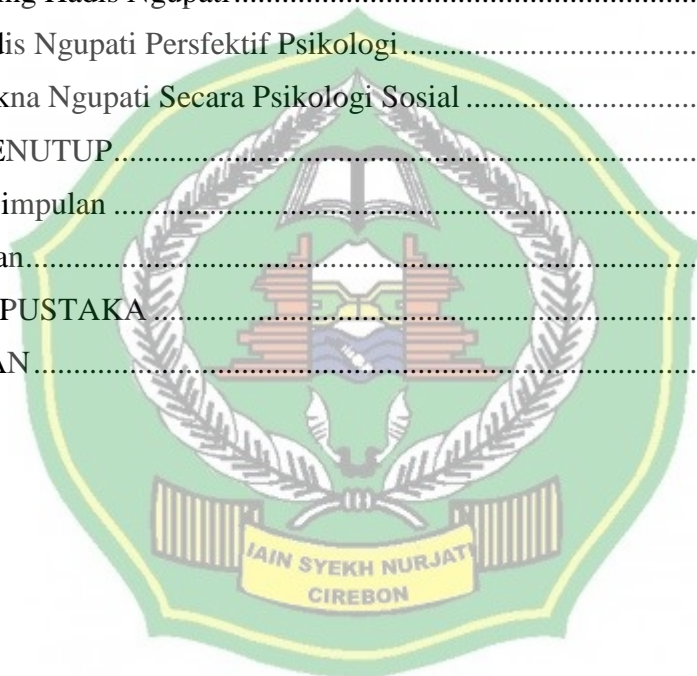 ng Hadis Ngupati........................................
dis Ngupati Persfektif Psikologi........................................
kna Ngupati Secara Psikologi Sosial ........................................
ENUTUP........................................
impulan ........................................
an........................................
PUSTAKA ........................................
AN........................................
IAIN SYEKH NURJATI
CIREBON